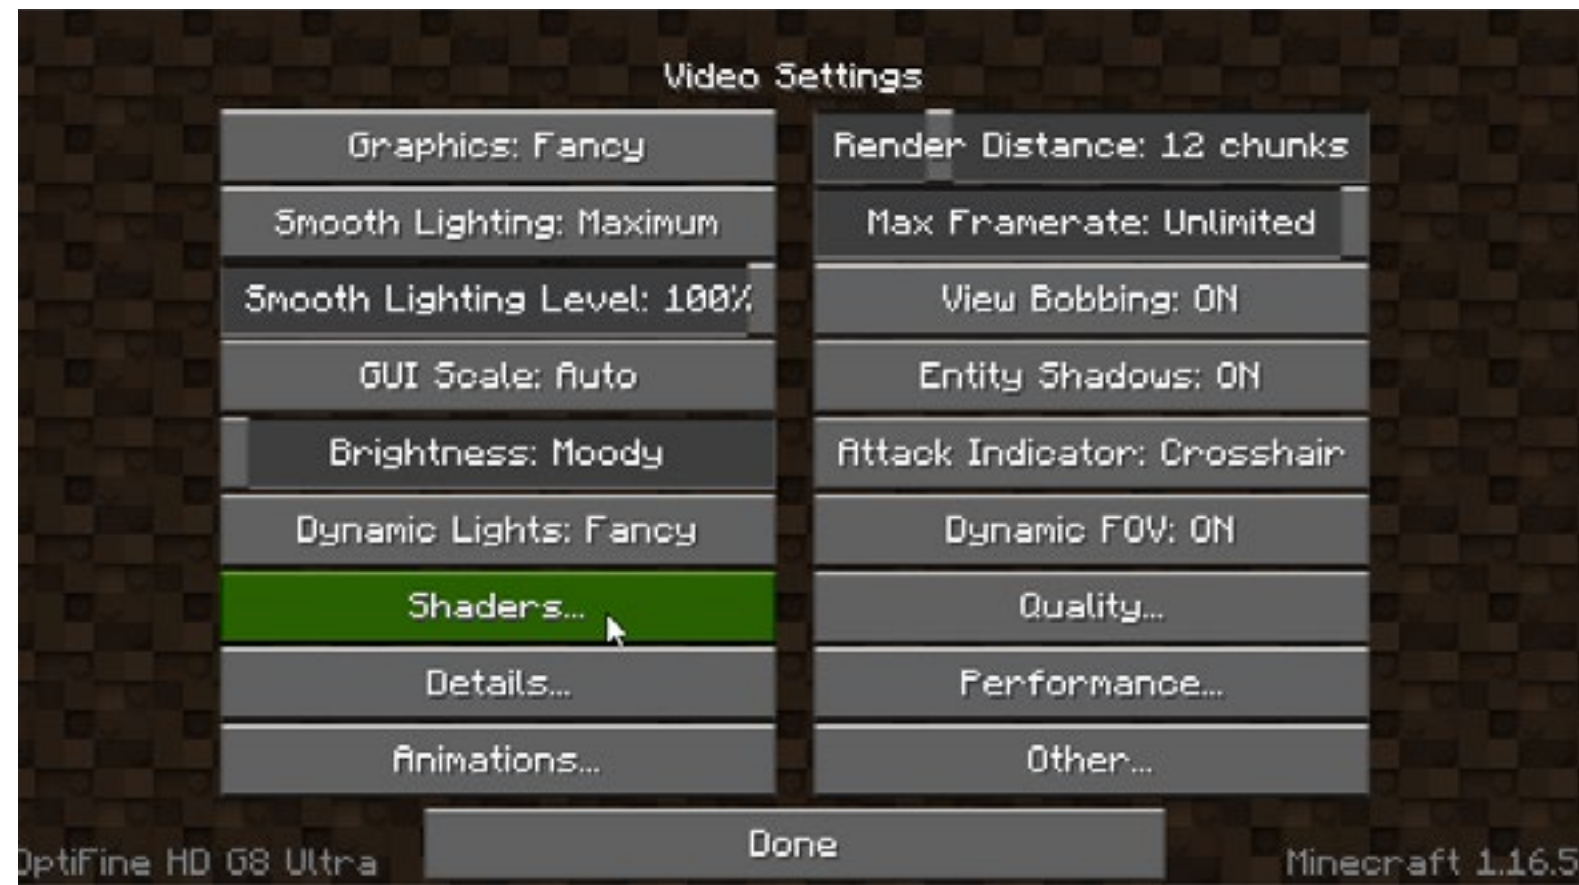 Video Settings
Graphics: Fancy
Render Distance: 12 chunks
Smooth Lighting: Maximum
Max Framerate: Unlimited
Smooth Lighting Level: 100%
View Bobbing: ON
GUI Scale: Auto
Entity Shadows: ON
Brightness: Moody
Attack Indicator: Crosshair
Dynamic Lights: Fancy
Dynamic FOV: ON
Shaders...
Quality...
Details...
Performance...
Animations...
Other...
Done
OptiFine HD G8 Ultra
Minecraft 1.16.5